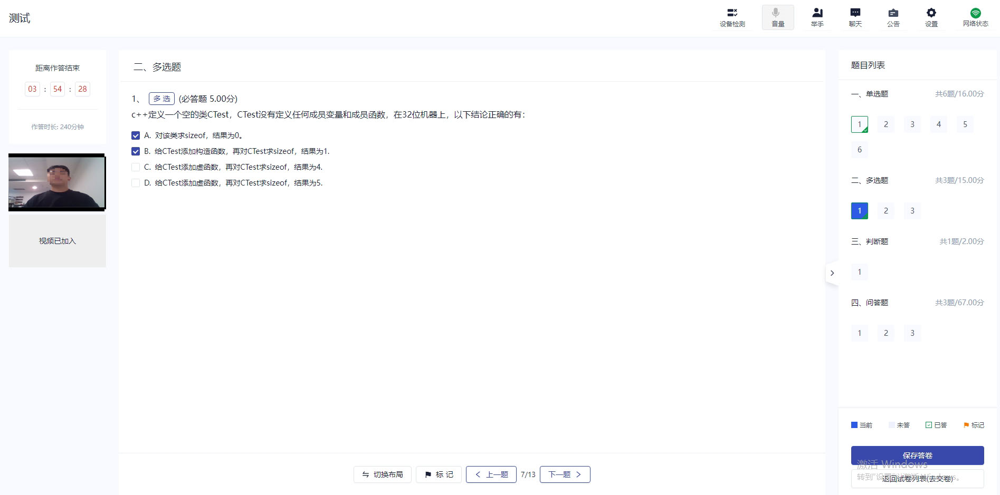 测试
设备检测
音量
举手
聊天
公告
设置
网络状态
距离作答结束
03 : 54 : 28
作答时长: 240分钟
视频已加入
二、多选题
1、 多选 (必答题 5.00分)
c++定义一个空的类CTest，CTest没有定义任何成员变量和成员函数，在32位机器上，以下结论正确的有：
A. 对该类求sizeof，结果为0。
B. 给CTest添加构造函数，再对CTest求sizeof，结果为1.
C. 给CTest添加虚函数，再对CTest求sizeof，结果为4.
D. 给CTest添加虚函数，再对CTest求sizeof，结果为5.
切换布局
标记
上一题
7/13
下一题
题目列表
一、单选题 共6题/16.00分
1 2 3 4 5
6
二、多选题 共3题/15.00分
1 2 3
三、判断题 共1题/2.00分
1
四、问答题 共3题/67.00分
1 2 3
当前 未答 已答 标记
保存答卷
激活 Windows
返回试卷列表(去交卷)